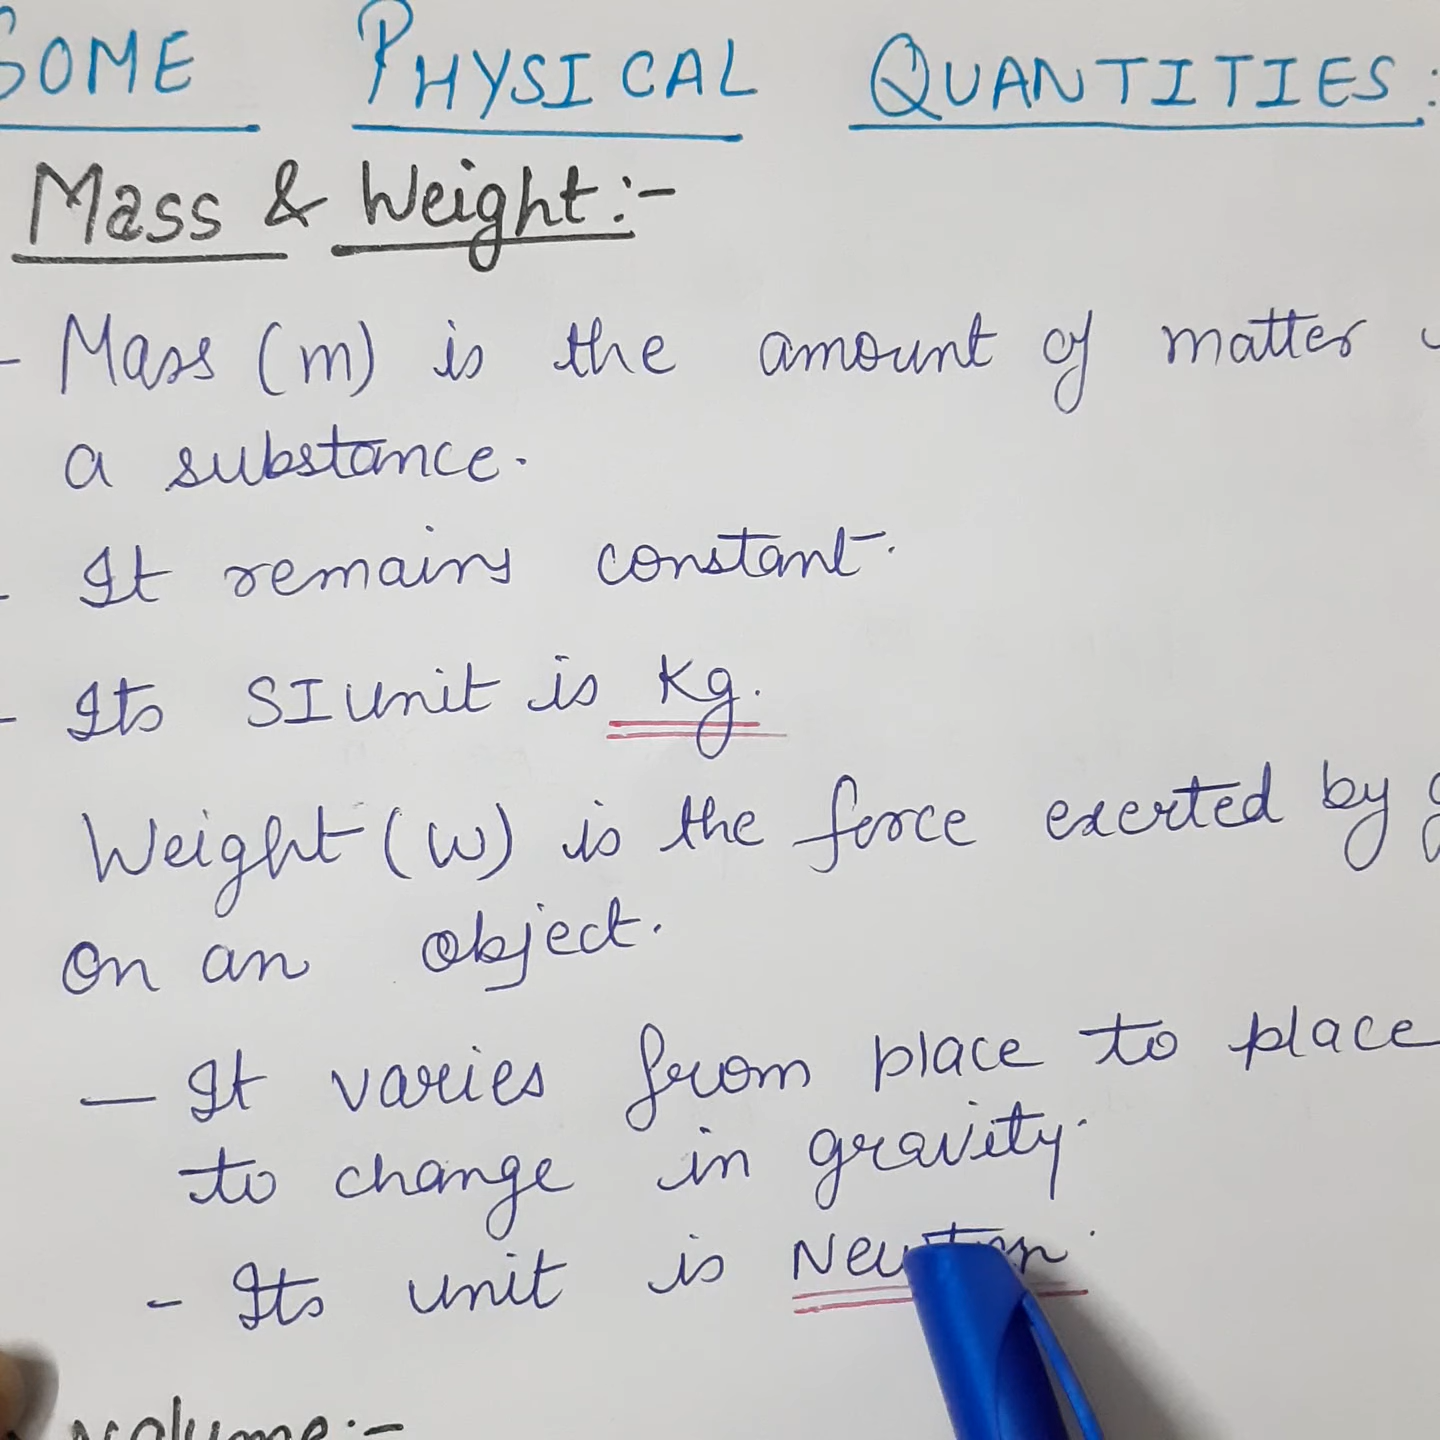 SOME PHYSICAL QUANTITIES:
Mass & Weight:-
- Mass (m) is the amount of matter
a substance.
- It remains constant.
- Its SI unit is Kg.
Weight (w) is the force exerted by
on an object.
— It varies from place to place
to change in gravity.
- Its unit is Newton.
Volume:-